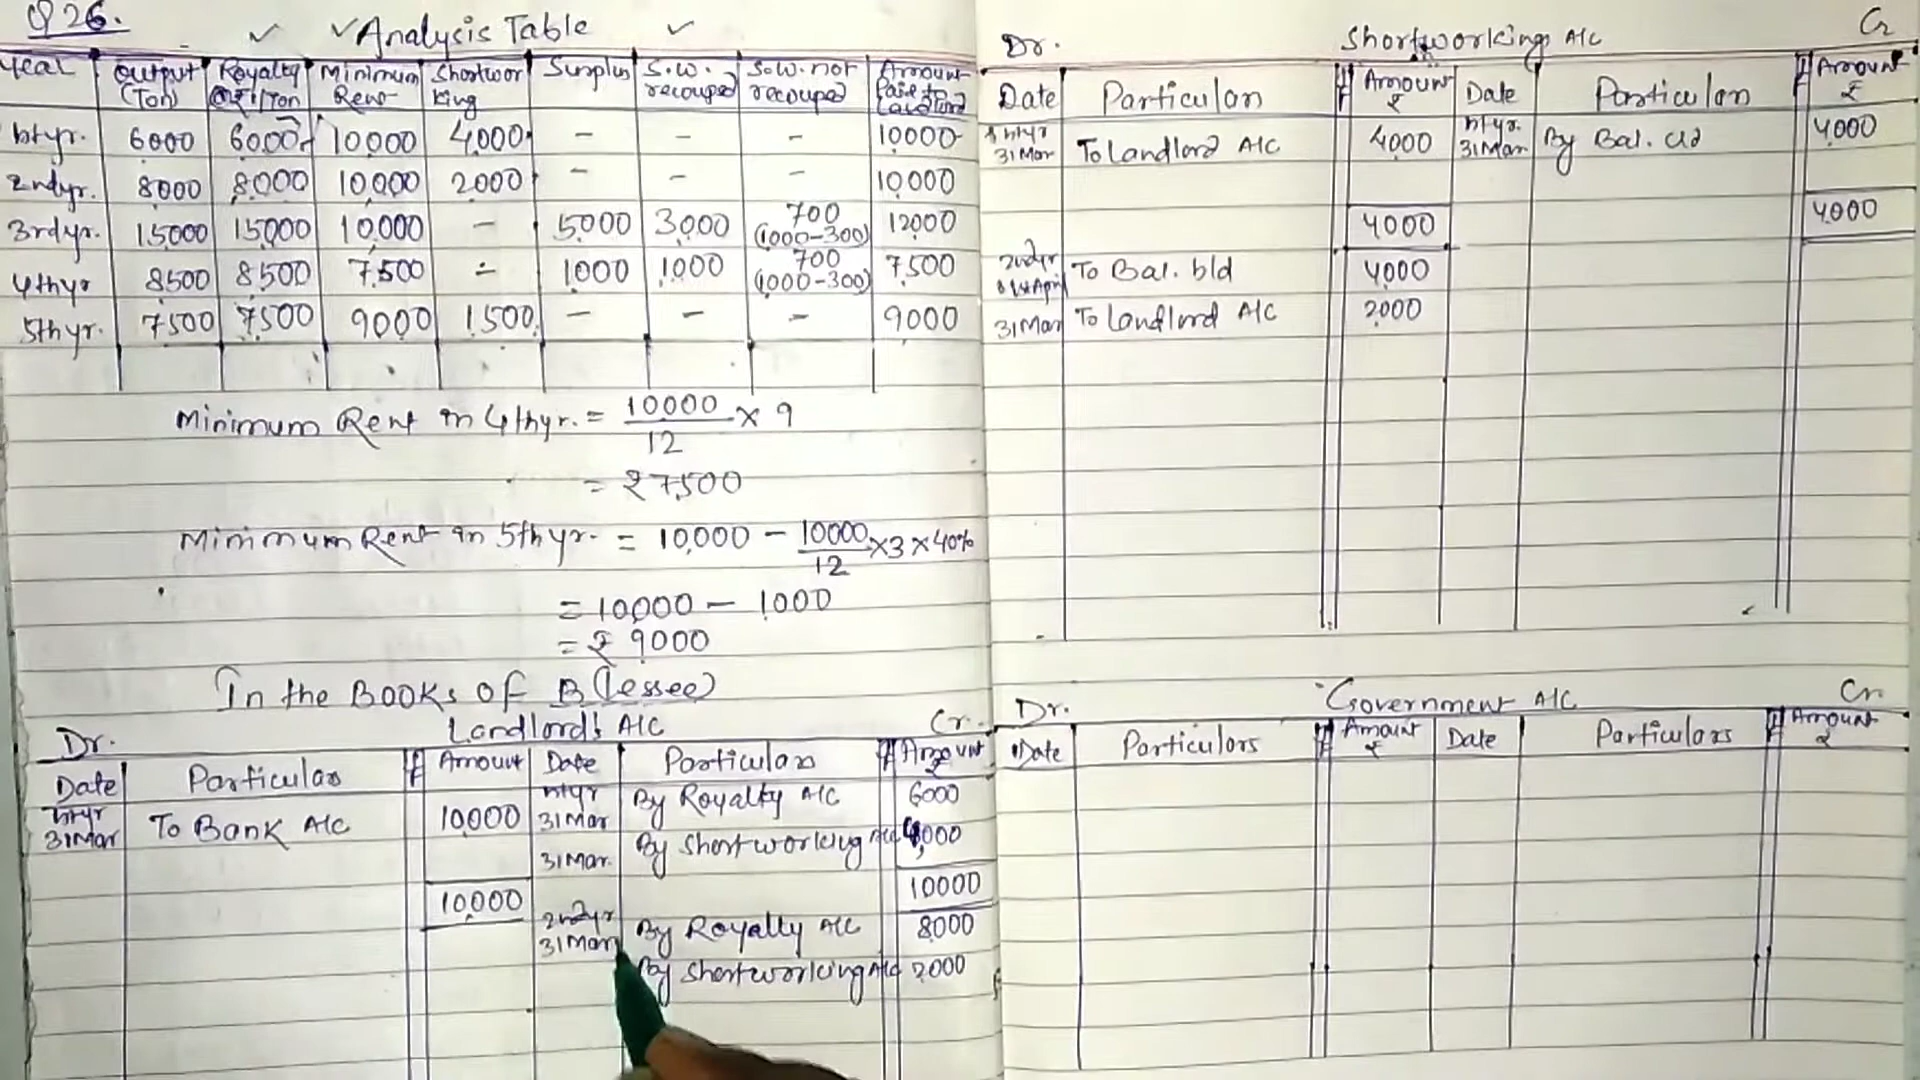 Q 26.
Analysis Table
Year Output (Ton) Royalty @ ₹1/Ton Minimum Rent Shortworking Surplus S.W. recouped S.W. not recouped Amount Paid to Landlord
1st yr. 6000 6000 10000 4000 - - - 10000
2nd yr. 8000 8000 10,000 2000 - - - 10000
3rd yr. 15000 15000 10,000 - 5000 3000 700 (1000-300) 12000
4th yr 8500 8500 7500 - 1000 1000 700 (1000-300) 7500
5th yr. 7500 7500 9000 1500 - - - 9000
Minimum Rent in 4th yr. = 10000/12 × 9
= ₹7,500
Minimum Rent in 5th yr. = 10,000 - 10000/12 × 3 × 40%
= 10,000 - 1000
= ₹ 9000
In the Books of B (Lessee)
Dr. Landlord's A/C Cr.
Date Particulars Amount Date Particulars Amount ₹
1st yr 31 Mar To Bank A/C 10,000 1st yr 31 Mar By Royalty A/C 6000
31 Mar. By Shortworking A/C 4,000
10,000 10000
2nd yr 31 Mar By Royalty A/C 8000
By Shortworking A/C 2000
Dr. Shortworking A/C Cr
Date Particulars Amount ₹ Date Particulars Amount ₹
1st yr 31 Mar To Landlord A/C 4000 1st yr. 31 Mar By Bal. c/d 4,000
4000 4000
2nd yr 1st April To Bal. b/d 4000
31 Mar To Landlord A/C 2000
Dr. Government A/C Cr.
Date Particulars Amount ₹ Date Particulars Amount ₹